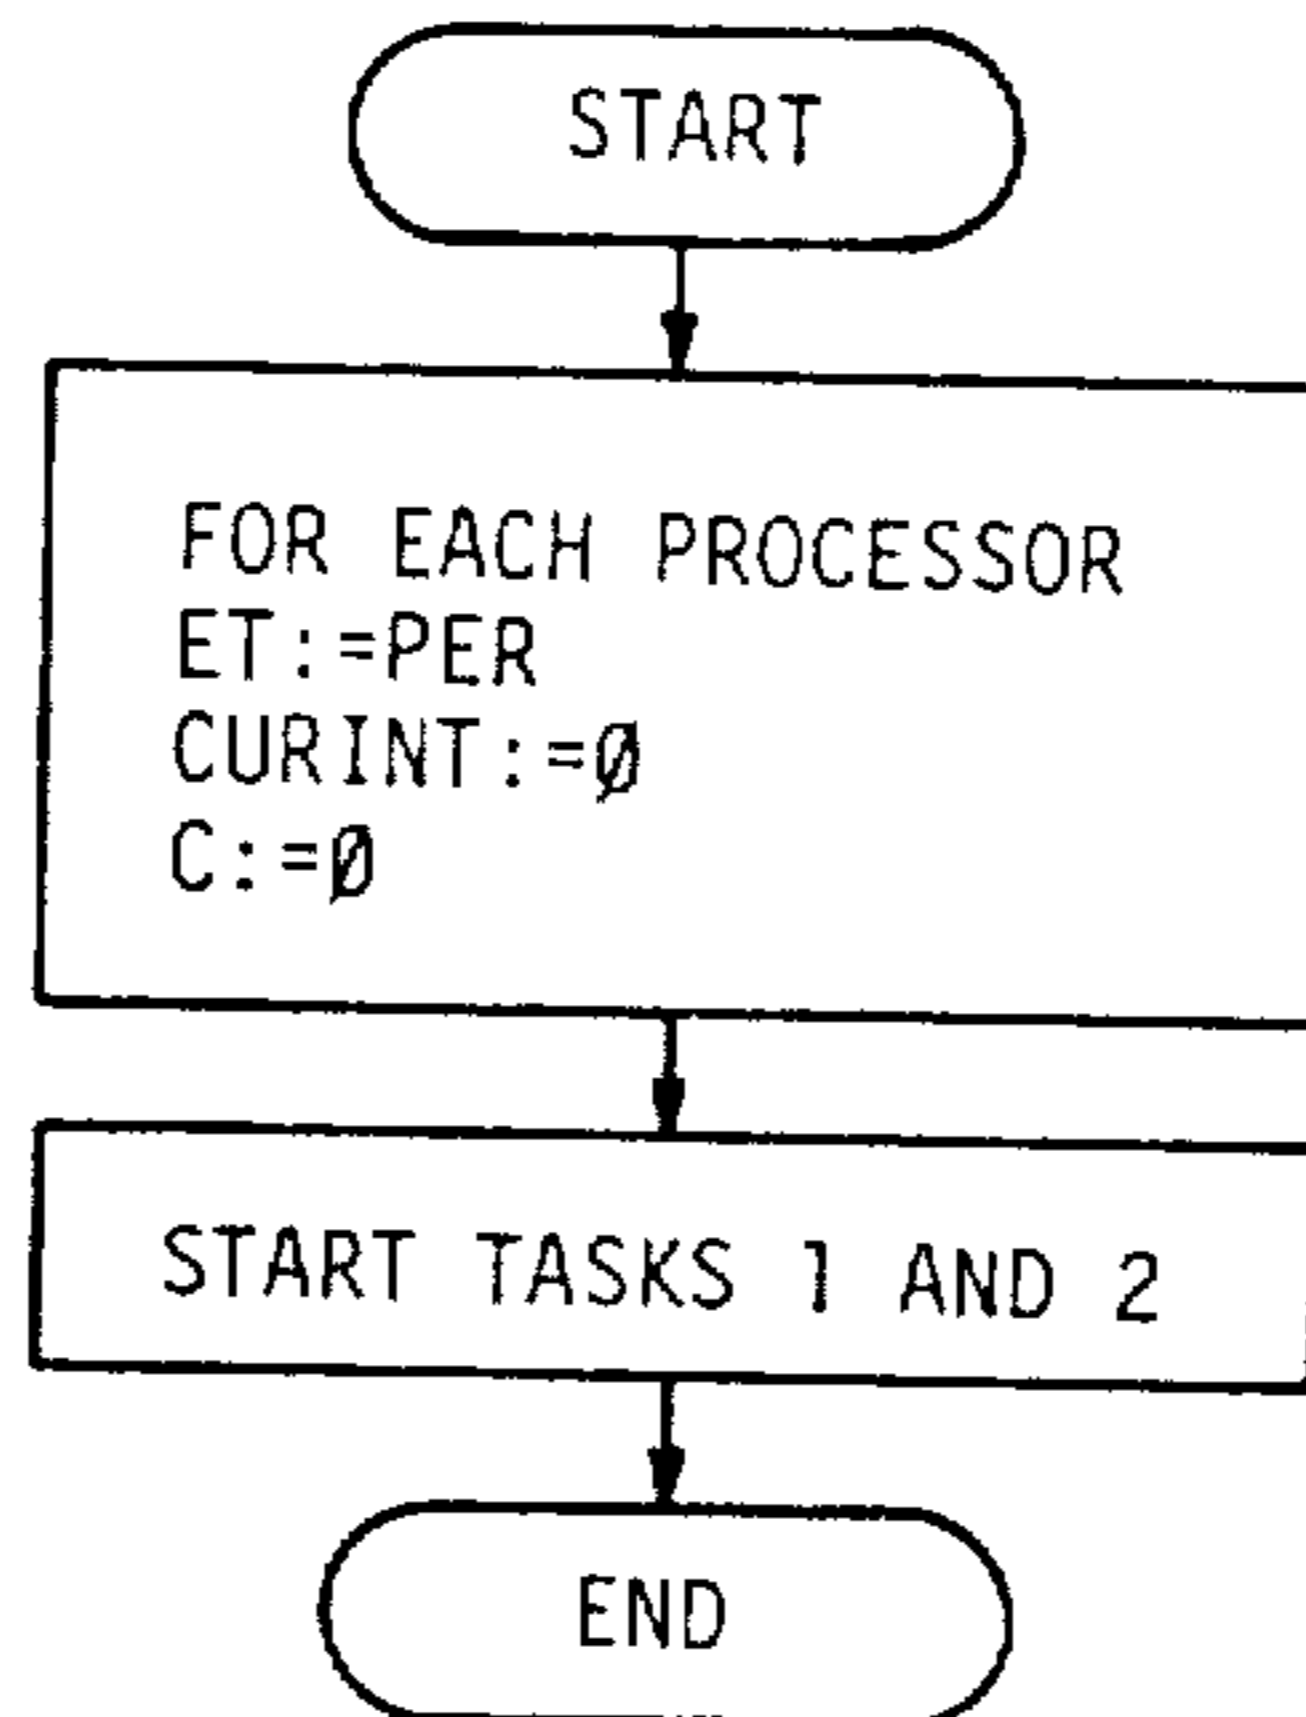 START
FOR EACH PROCESSOR
ET:=PER
CURINT:=Ø
C:=Ø
START TASKS 1 AND 2
END